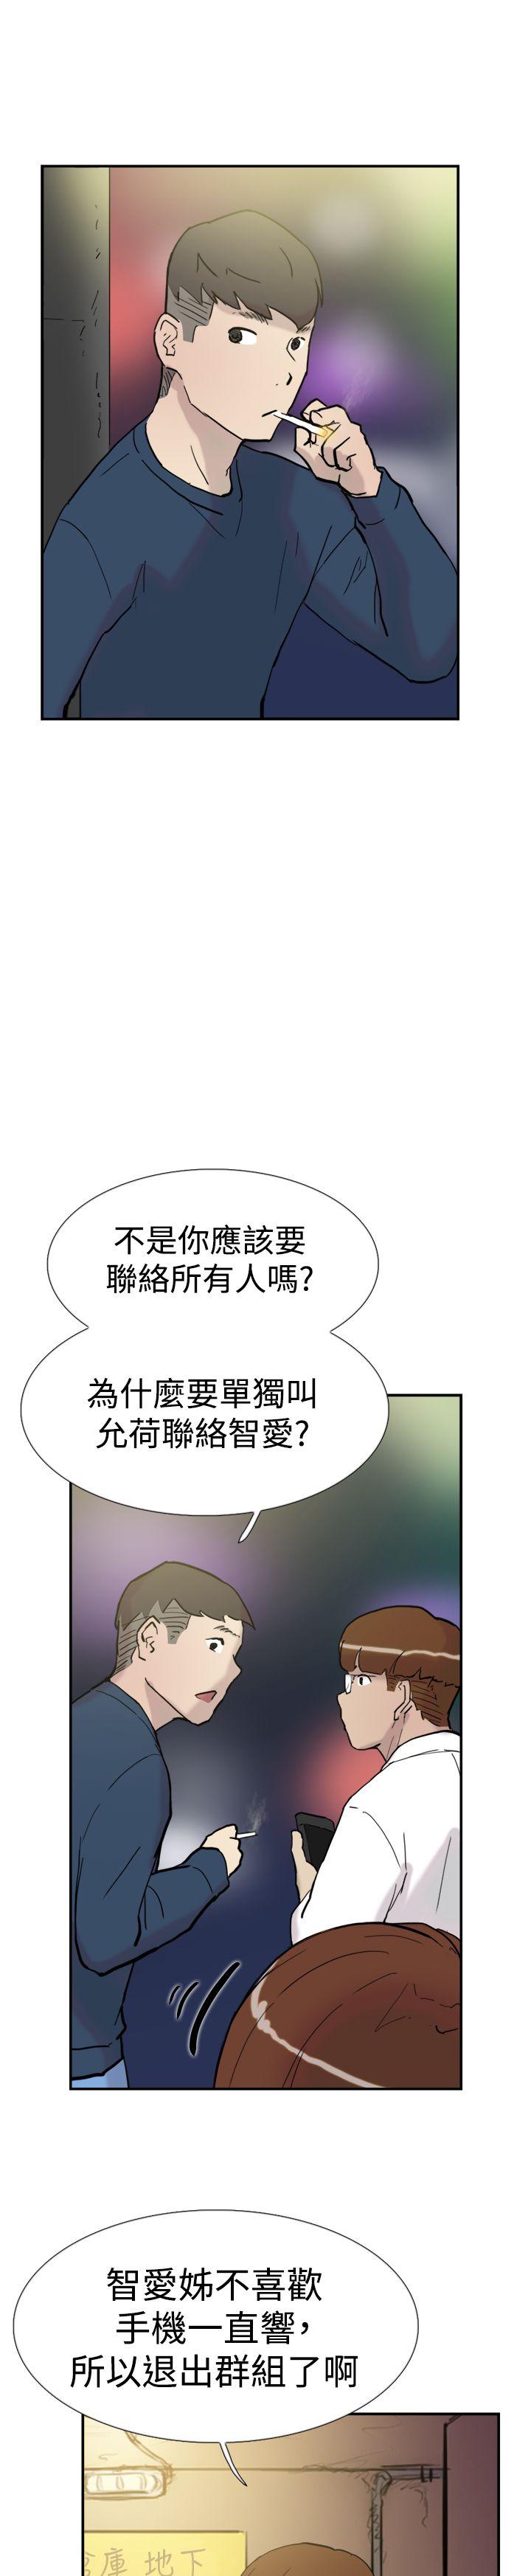 不是你應該要
聯絡所有人嗎?
為什麼要單獨叫
允荷聯絡智愛?
智愛姊不喜歡
手機一直響，
所以退出群組了啊
倉庫 地下